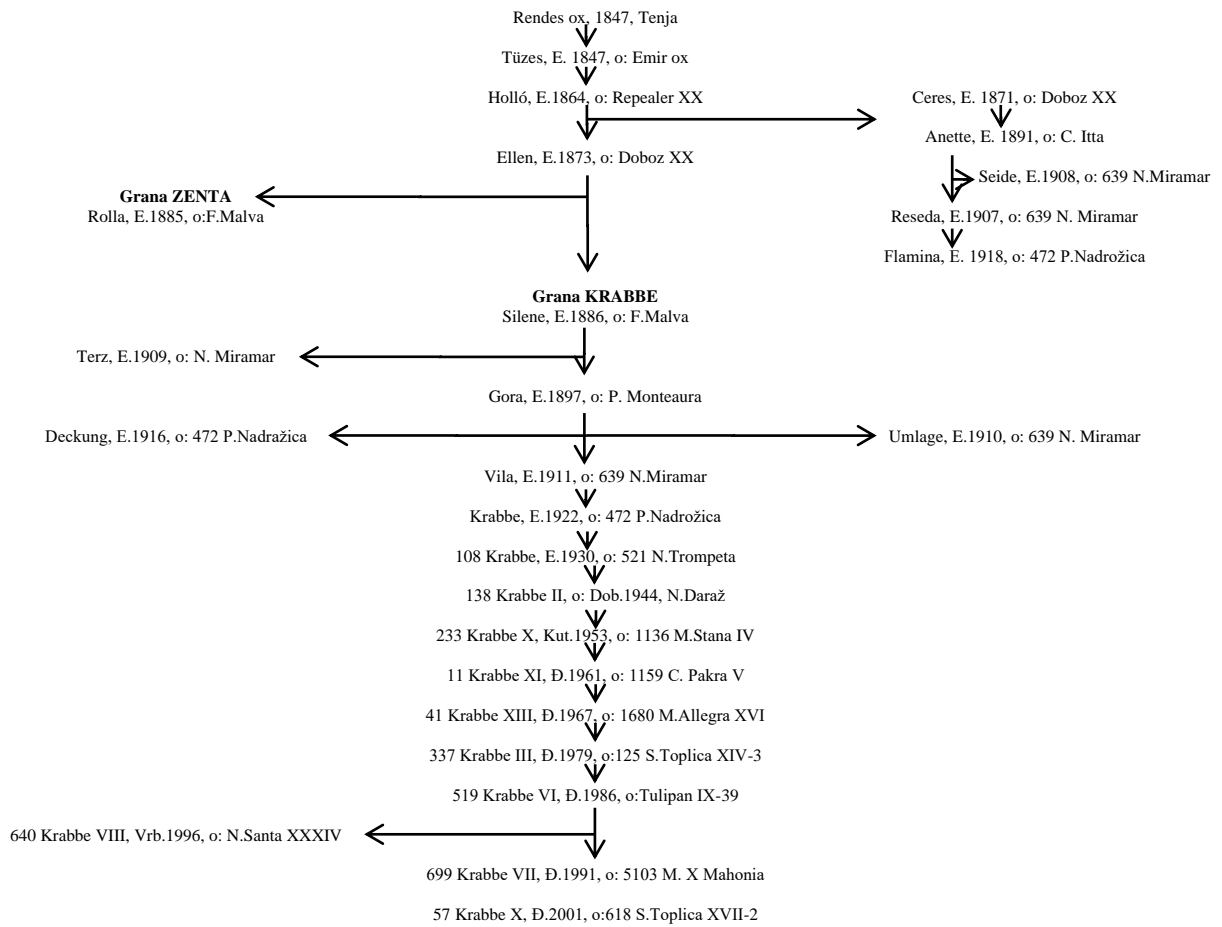 Rendes ox, 1847, Tenja
Tüzes, E. 1847, o: Emir ox
Holló, E.1864, o: Repealer XX
Ceres, E. 1871, o: Doboz XX
Anette, E. 1891, o: C. Itta
Ellen, E.1873, o: Doboz XX
Seide, E.1908, o: 639 N.Miramar
Grana ZENTA
Rolla, E.1885, o:F.Malva
Reseda, E.1907, o: 639 N. Miramar
Flamina, E. 1918, o: 472 P.Nadrožica
Grana KRABBE
Silene, E.1886, o: F.Malva
Terz, E.1909, o: N. Miramar
Gora, E.1897, o: P. Monteaura
Deckung, E.1916, o: 472 P.Nadražica
Umlage, E.1910, o: 639 N. Miramar
Vila, E.1911, o: 639 N.Miramar
Krabbe, E.1922, o: 472 P.Nadrožica
108 Krabbe, E.1930, o: 521 N.Trompeta
138 Krabbe II, o: Dob.1944, N.Daraž
233 Krabbe X, Kut.1953, o: 1136 M.Stana IV
11 Krabbe XI, Đ.1961, o: 1159 C. Pakra V
41 Krabbe XIII, Đ.1967, o: 1680 M.Allegra XVI
337 Krabbe III, Đ.1979, o:125 S.Toplica XIV-3
519 Krabbe VI, Đ.1986, o:Tulipan IX-39
640 Krabbe VIII, Vrb.1996, o: N.Santa XXXIV
699 Krabbe VII, Đ.1991, o: 5103 M. X Mahonia
57 Krabbe X, Đ.2001, o:618 S.Toplica XVII-2